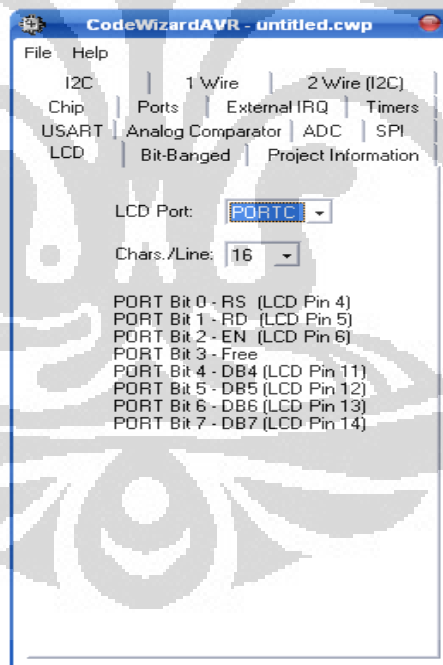 CodeWizardAVR - untitled.cwp
File Help
I2C 1 Wire 2 Wire (I2C)
Chip Ports External IRQ Timers
USART Analog Comparator ADC SPI
LCD Bit-Banged Project Information
LCD Port: PORTC
Chars./Line: 16
PORT Bit 0 - RS (LCD Pin 4)
PORT Bit 1 - RD (LCD Pin 5)
PORT Bit 2 - EN (LCD Pin 6)
PORT Bit 3 - Free
PORT Bit 4 - DB4 (LCD Pin 11)
PORT Bit 5 - DB5 (LCD Pin 12)
PORT Bit 6 - DB6 (LCD Pin 13)
PORT Bit 7 - DB7 (LCD Pin 14)